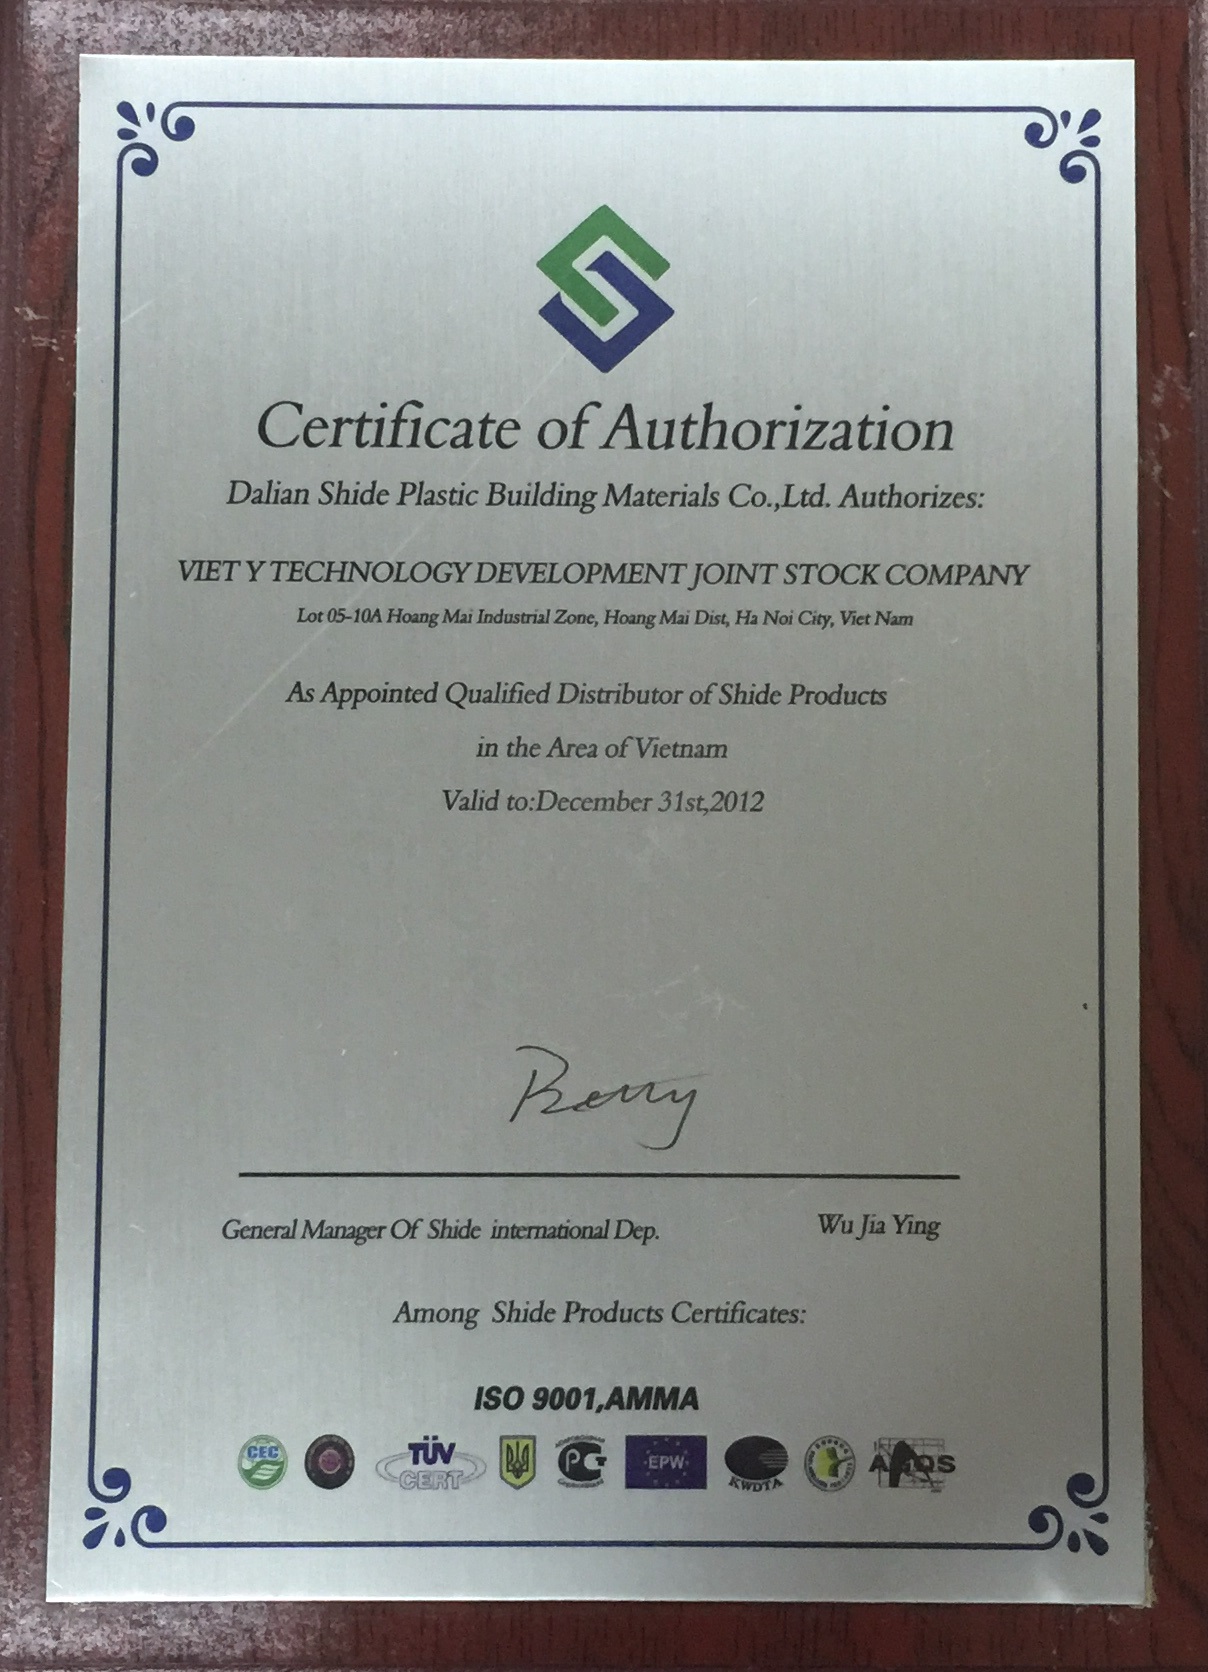 Certificate of Authorization
Dalian Shide Plastic Building Materials Co.,Ltd. Authorizes:
VIET Y TECHNOLOGY DEVELOPMENT JOINT STOCK COMPANY
Lot 05-10A Hoang Mai Industrial Zone, Hoang Mai Dist, Ha Noi City, Viet Nam
As Appointed Qualified Distributor of Shide Products
in the Area of Vietnam
Valid to:December 31st,2012
Berry
General Manager Of Shide international Dep. Wu Jia Ying
Among Shide Products Certificates:
ISO 9001,AMMA
CEC TÜV CERT EPW KWDTA